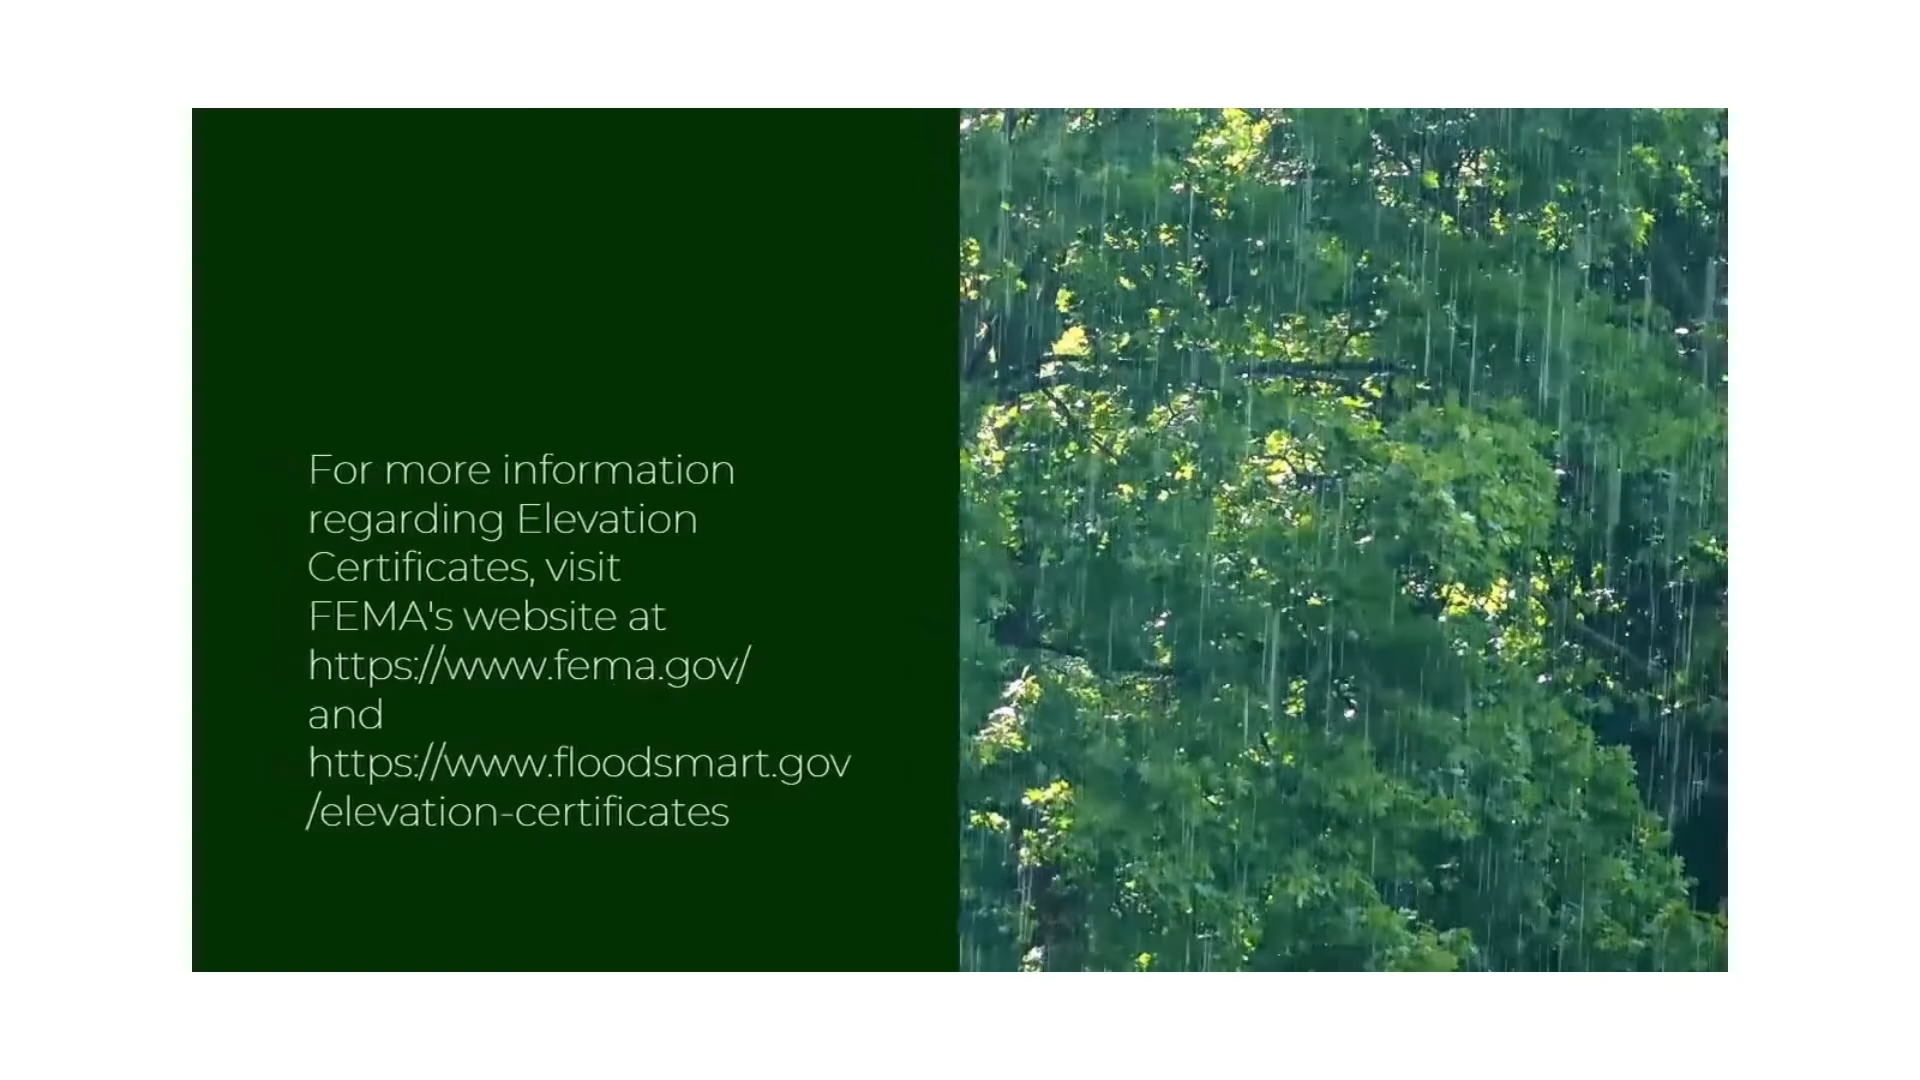 For more information
regarding Elevation
Certificates, visit
FEMA's website at
https://www.fema.gov/
and
https://www.floodsmart.gov
/elevation-certificates